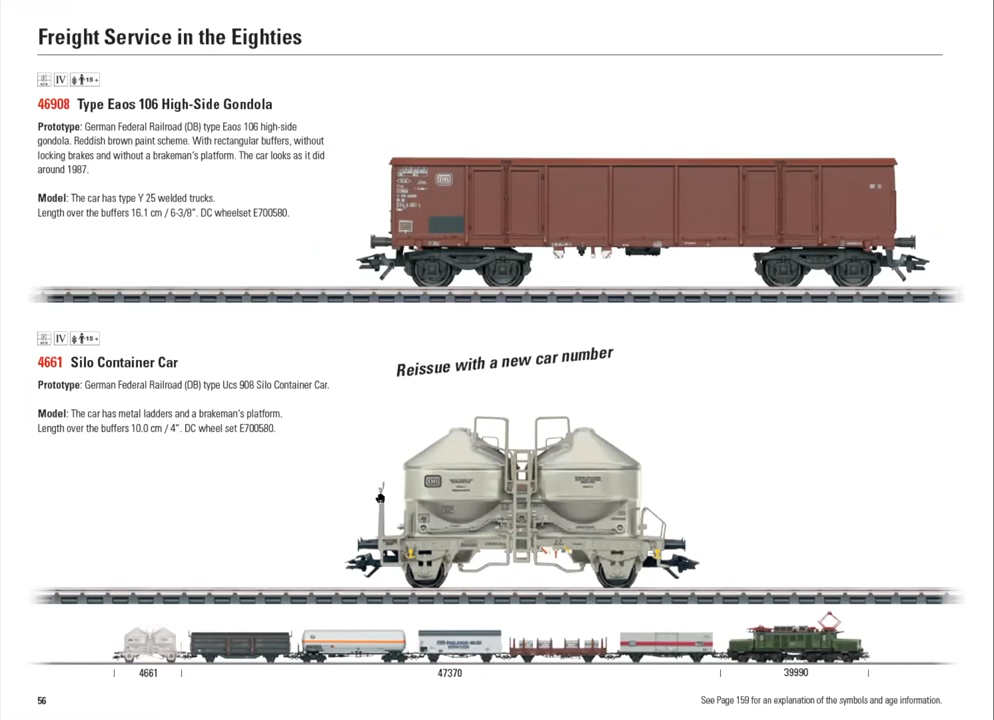 Freight Service in the Eighties
IV 15 +
46908 Type Eaos 106 High-Side Gondola
Prototype: German Federal Railroad (DB) type Eaos 106 high-side
gondola. Reddish brown paint scheme. With rectangular buffers, without
locking brakes and without a brakeman's platform. The car looks as it did
around 1987.
Model: The car has type Y 25 welded trucks.
Length over the buffers 16.1 cm / 6-3/8". DC wheelset E700580.
DB
IV 15 +
4661 Silo Container Car
Reissue with a new car number
Prototype: German Federal Railroad (DB) type Ucs 908 Silo Container Car.
Model: The car has metal ladders and a brakeman's platform.
Length over the buffers 10.0 cm / 4". DC wheel set E700580.
DB
4661
47370
39990
56
See Page 159 for an explanation of the symbols and age information.